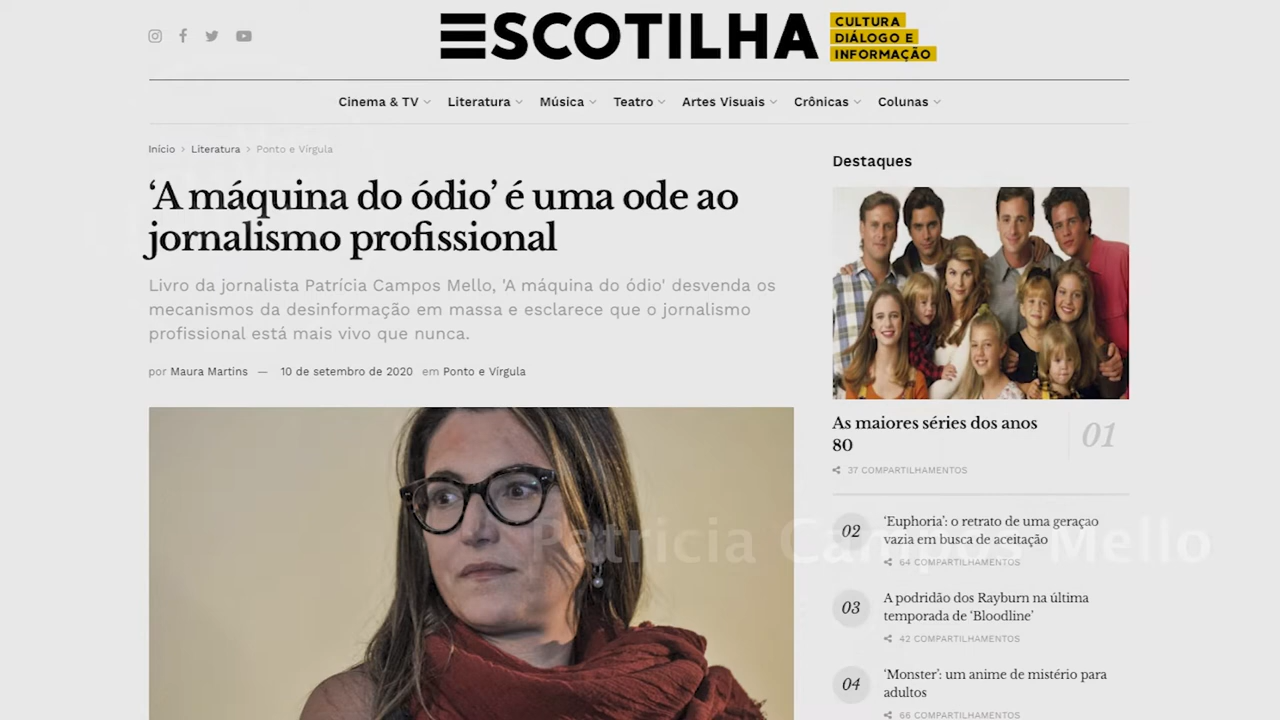 ESCOTILHA
CULTURA
DIÁLOGO E
INFORMAÇÃO
Cinema & TV
Literatura
Música
Teatro
Artes Visuais
Crônicas
Colunas
Início > Literatura > Ponto e Vírgula
‘A máquina do ódio’ é uma ode ao
jornalismo profissional
Livro da jornalista Patrícia Campos Mello, 'A máquina do ódio' desvenda os
mecanismos da desinformação em massa e esclarece que o jornalismo
profissional está mais vivo que nunca.
por Maura Martins — 10 de setembro de 2020 em Ponto e Vírgula
Patricia Campos Mello
Destaques
As maiores séries dos anos
80
01
37 COMPARTILHAMENTOS
02
‘Euphoria’: o retrato de uma geraçao
vazia em busca de aceitação
64 COMPARTILHAMENTOS
03
A podridão dos Rayburn na última
temporada de ‘Bloodline’
42 COMPARTILHAMENTOS
04
‘Monster’: um anime de mistério para
adultos
66 COMPARTILHAMENTOS